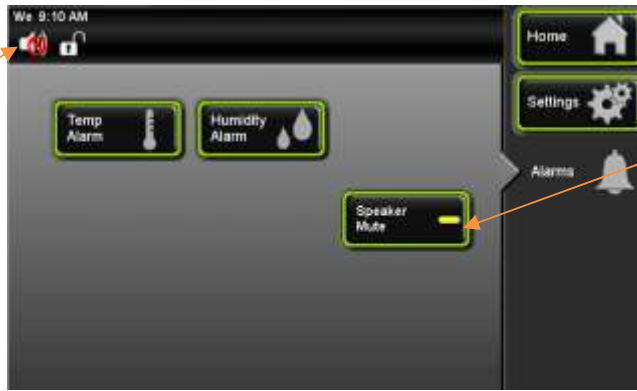 We 9:10 AM
Home
Settings
Alarms
Temp
Alarm
Humidity
Alarm
Speaker
Mute